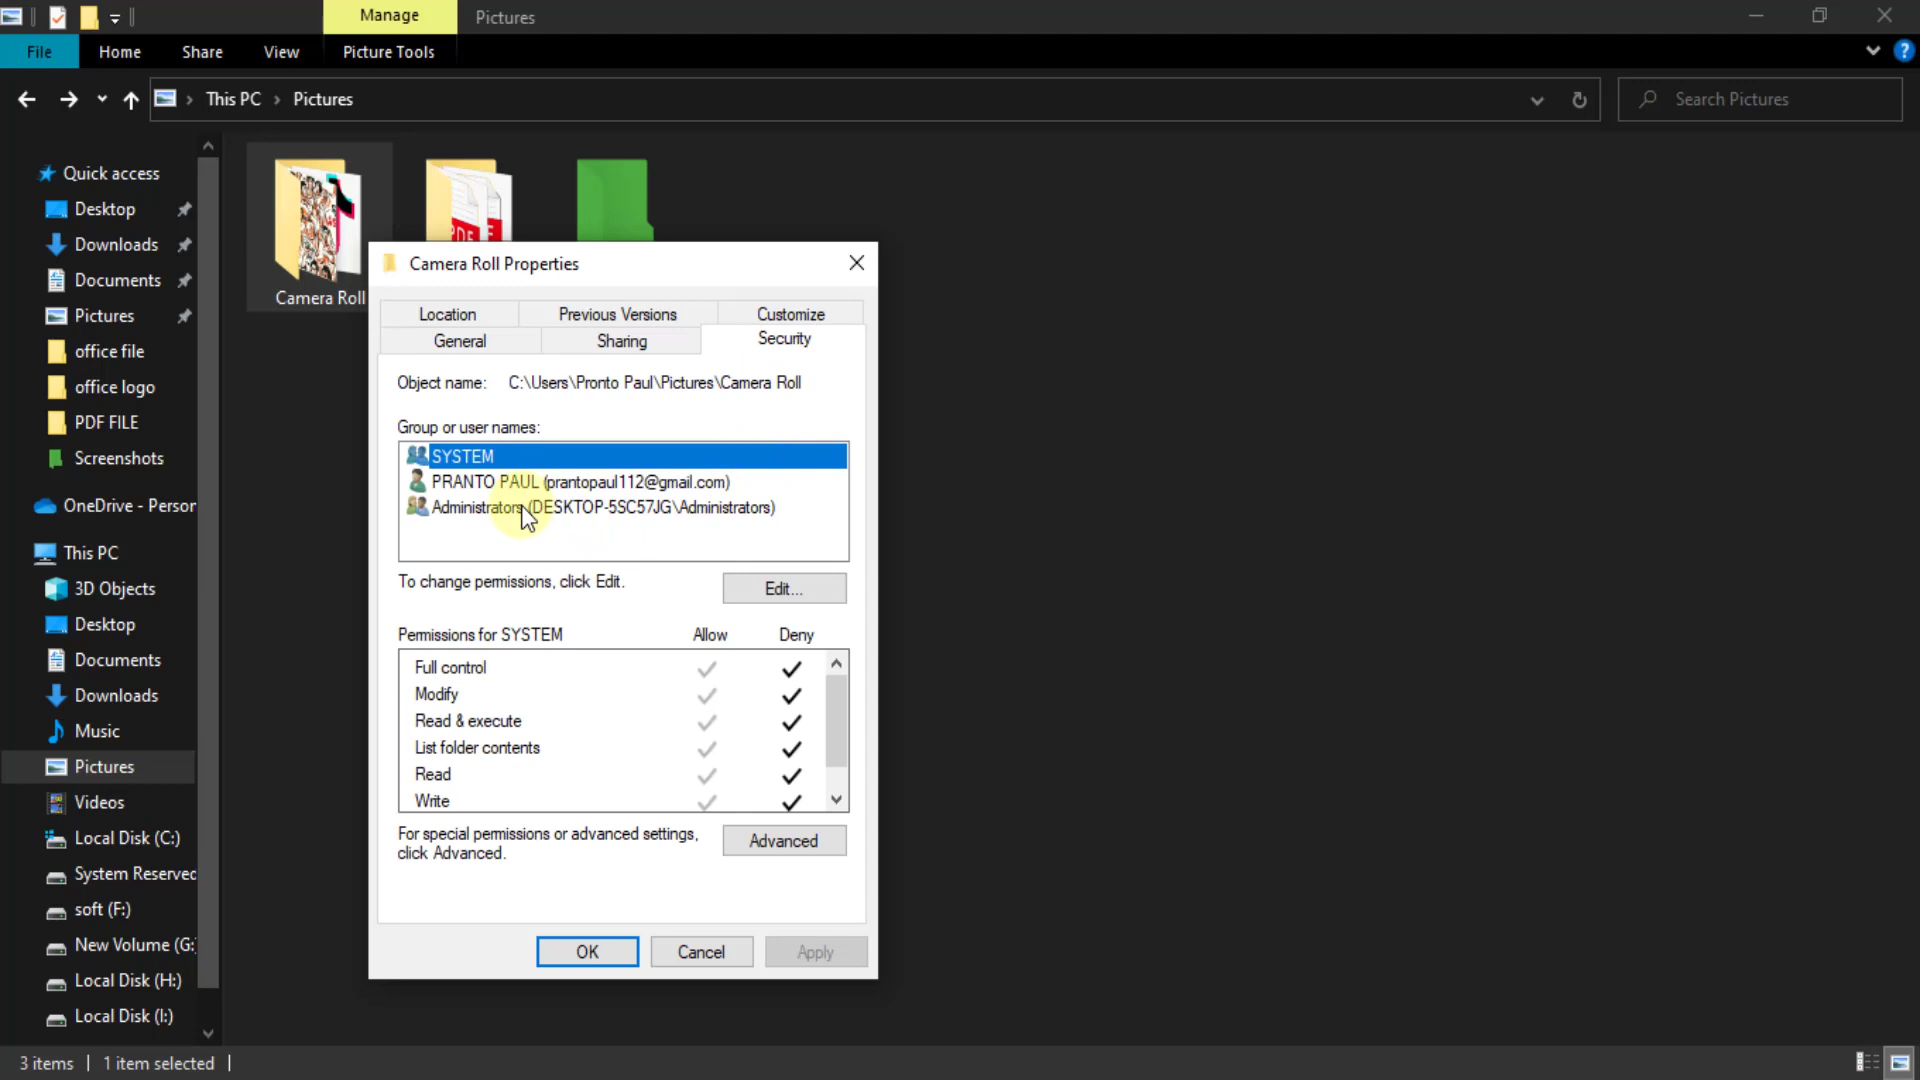 Manage
Pictures
File
Home
Share
View
Picture Tools
This PC
Pictures
Search Pictures
Quick access
Desktop
Downloads
Documents
Pictures
office file
office logo
PDF FILE
Screenshots
OneDrive - Person
This PC
3D Objects
Desktop
Documents
Downloads
Music
Pictures
Videos
Local Disk (C:)
System Reserved
soft (F:)
New Volume (G:
Local Disk (H:)
Local Disk (I:)
Camera Roll
PDF
Camera Roll Properties
Location
Previous Versions
Customize
General
Sharing
Security
Object name: C:\Users\Pronto Paul\Pictures\Camera Roll
Group or user names:
SYSTEM
PRANTO PAUL (prantopaul112@gmail.com)
Administrators (DESKTOP-5SC57JG\Administrators)
To change permissions, click Edit.
Edit...
Permissions for SYSTEM Allow Deny
Full control
Modify
Read & execute
List folder contents
Read
Write
For special permissions or advanced settings,
click Advanced.
Advanced
OK
Cancel
Apply
3 items
1 item selected